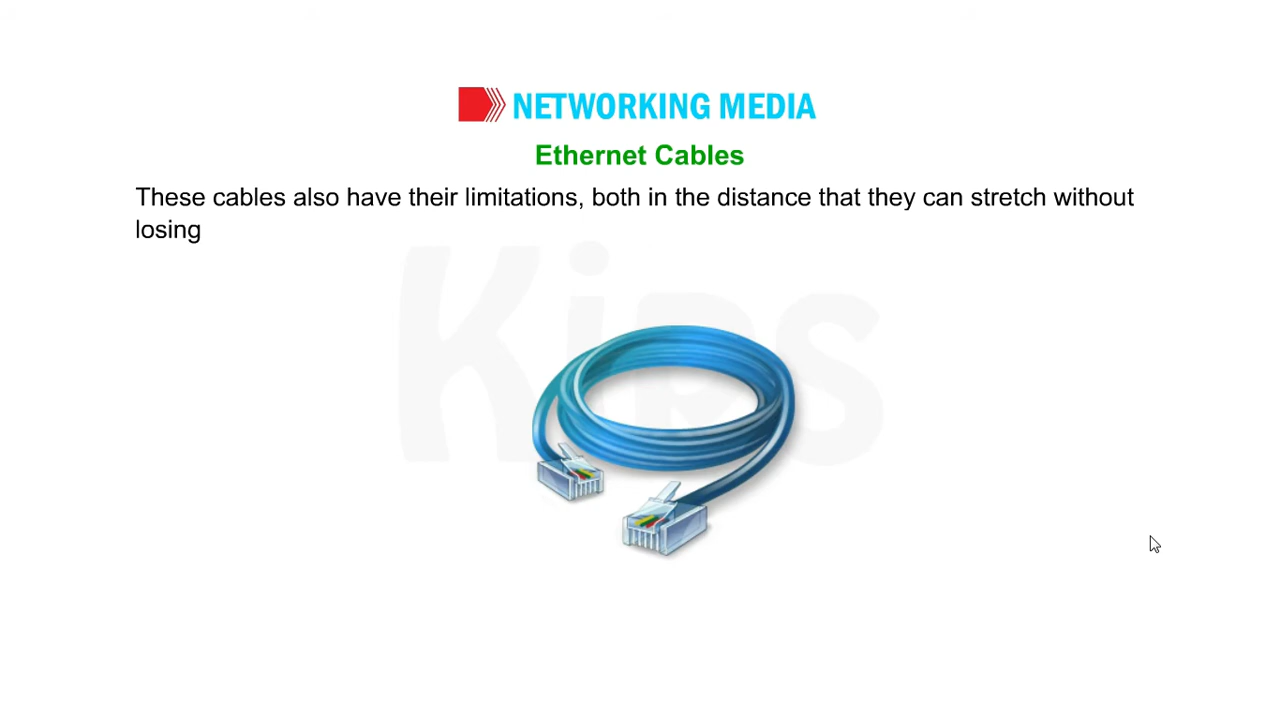 NETWORKING MEDIA
Ethernet Cables
These cables also have their limitations, both in the distance that they can stretch without
losing
Kips